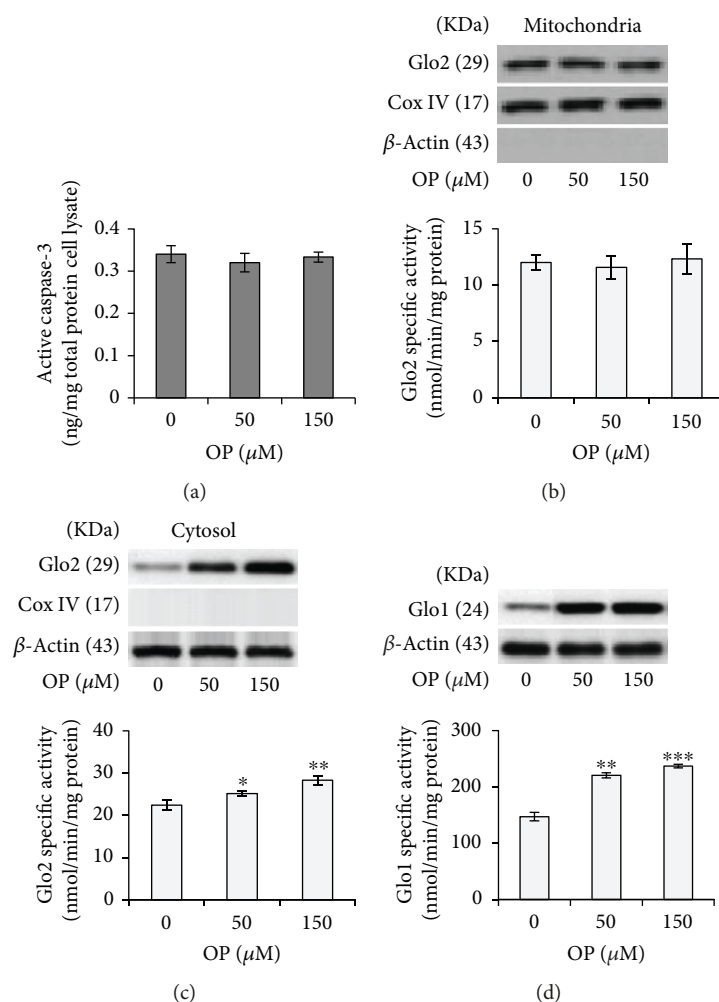 (KDa) Mitochondria
Glo2 (29)
Cox IV (17)
β-Actin (43)
OP (μM) 0 50 150
Active caspase-3
(ng/mg total protein cell lysate)
0.4
0.3
0.2
0.1
0
0 50 150
OP (μM)
(a)
Glo2 specific activity
(nmol/min/mg protein)
15
10
5
0
0 50 150
OP (μM)
(b)
(KDa) Cytosol
Glo2 (29)
Cox IV (17)
β-Actin (43)
OP (μM) 0 50 150
Glo2 specific activity
(nmol/min/mg protein)
40
30
20
10
0
* **
0 50 150
OP (μM)
(c)
(KDa)
Glo1 (24)
β-Actin (43)
OP (μM) 0 50 150
Glo1 specific activity
(nmol/min/mg protein)
300
200
100
0
** ***
0 50 150
OP (μM)
(d)